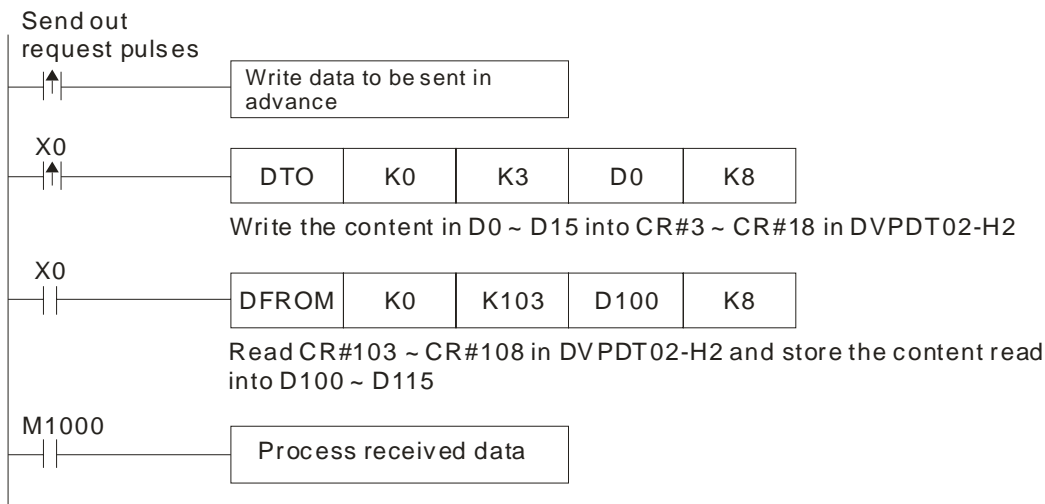 Send out
request pulses
Write data to be sent in
advance
X0
DTO K0 K3 D0 K8
Write the content in D0 ~ D15 into CR#3 ~ CR#18 in DVPDT02-H2
X0
DFROM K0 K103 D100 K8
Read CR#103 ~ CR#108 in DVPDT02-H2 and store the content read
into D100 ~ D115
M1000
Process received data